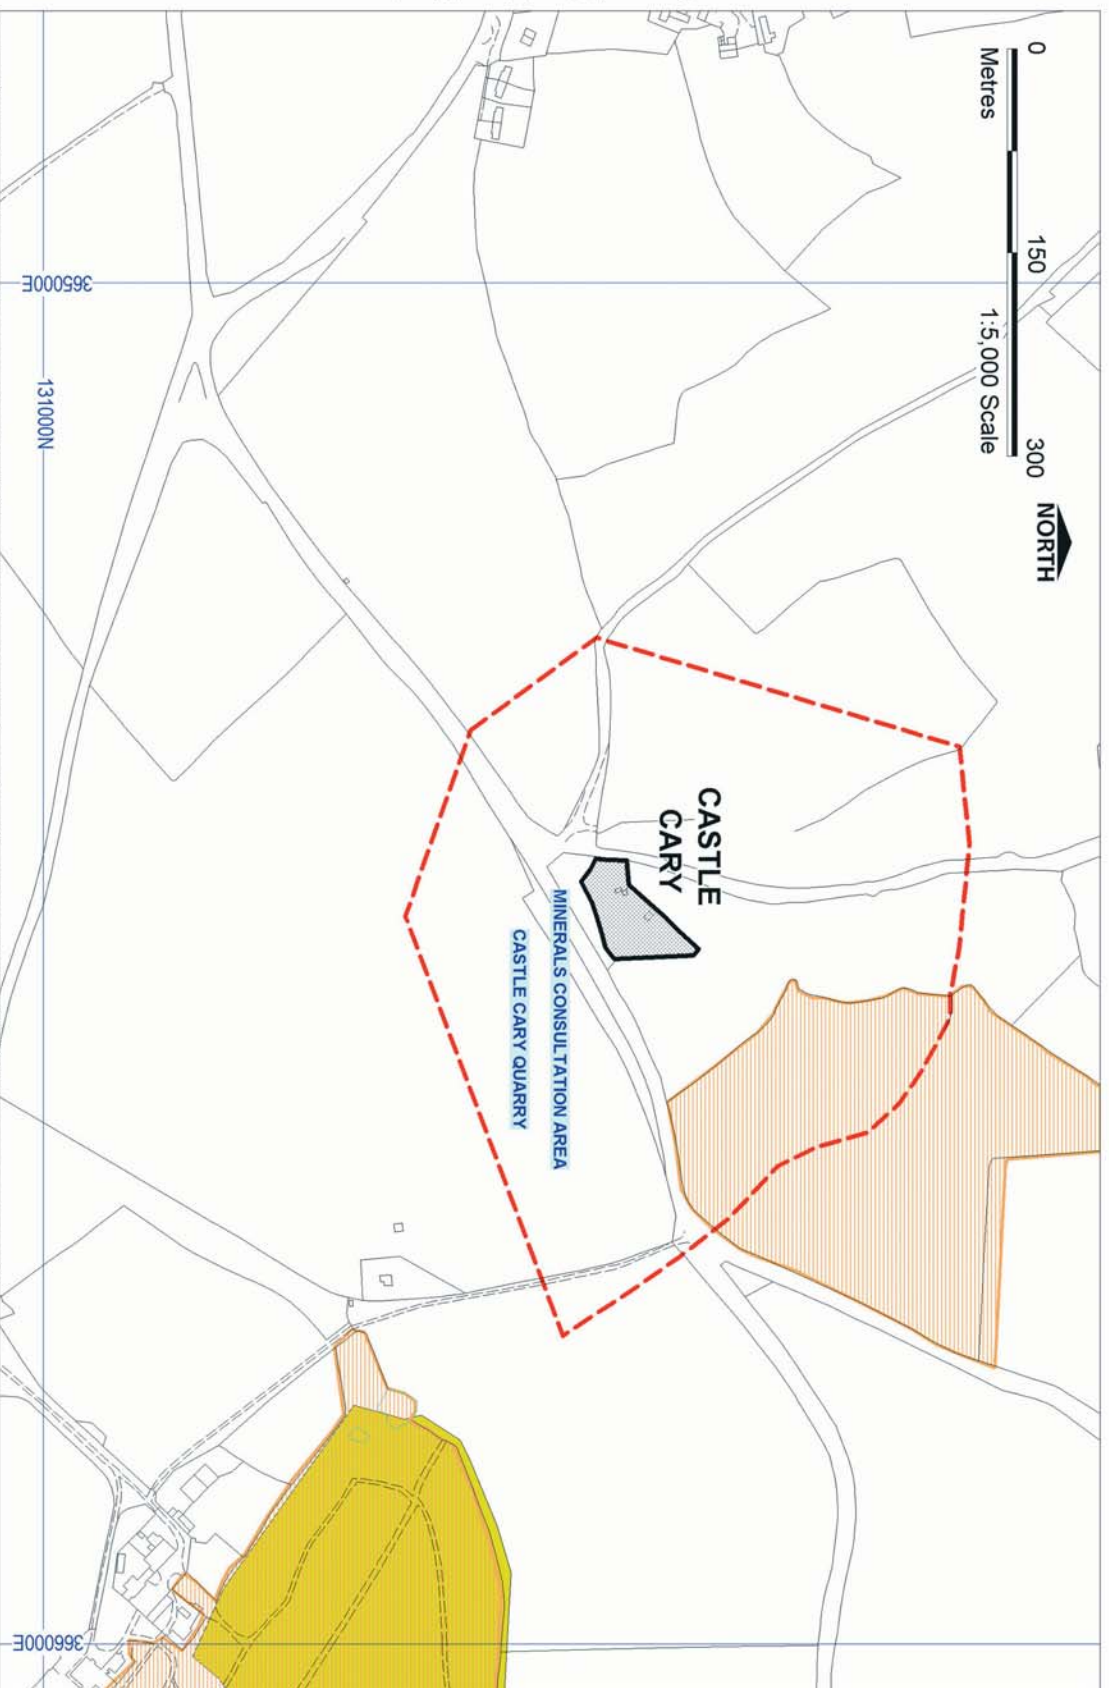 0
150
300
Metres
1:5,000 Scale
NORTH
CASTLE
CARY
MINERALS CONSULTATION AREA
CASTLE CARY QUARRY
365000E
131000N
366000E